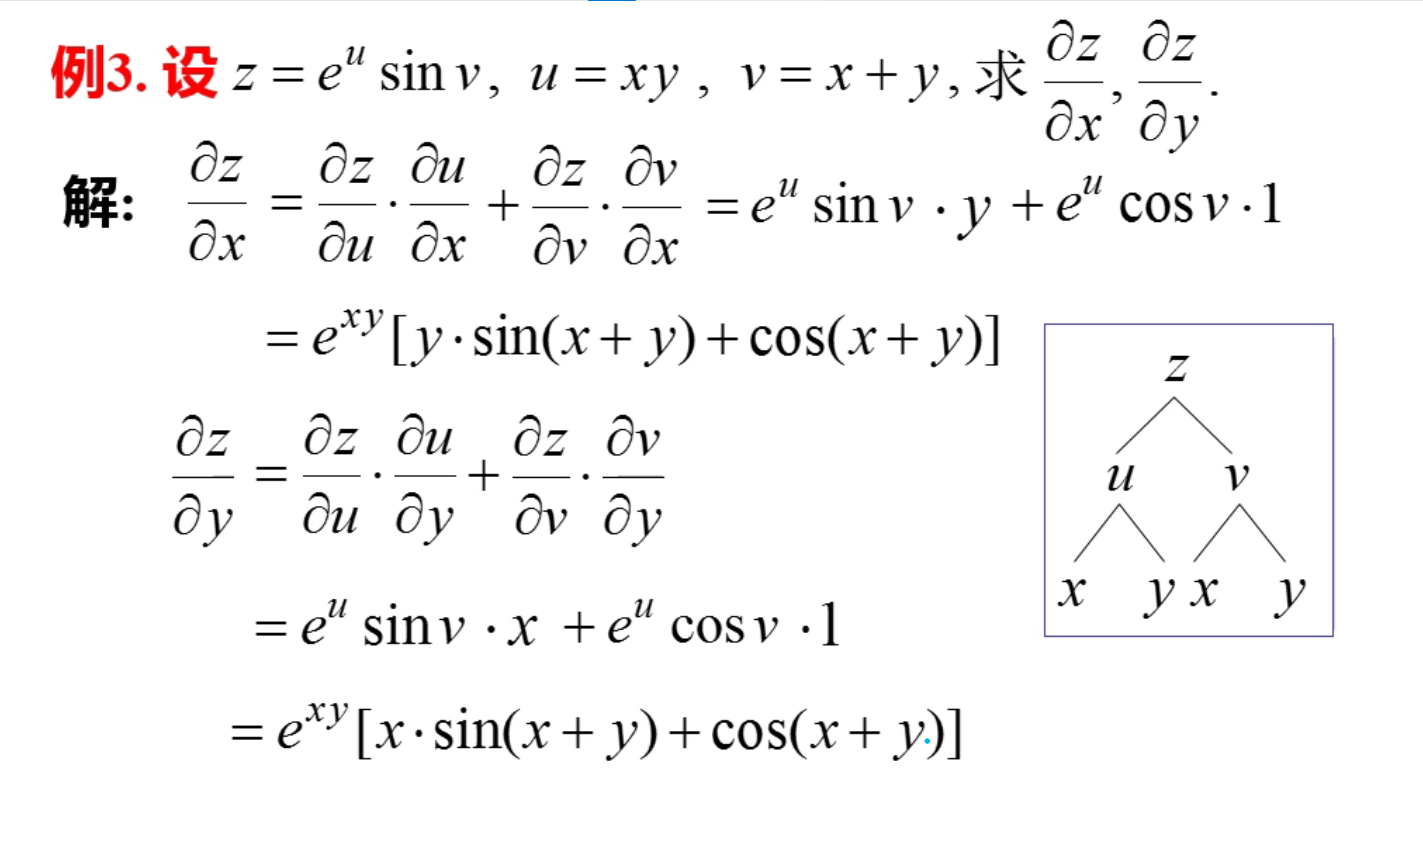 例3. 设 z = e^u sin v, u = xy , v = x + y, 求 ∂z/∂x, ∂z/∂y.
解: ∂z/∂x = ∂z/∂u · ∂u/∂x + ∂z/∂v · ∂v/∂x = e^u sin v · y + e^u cos v · 1
= e^{xy} [y · sin(x + y) + cos(x + y)]
∂z/∂y = ∂z/∂u · ∂u/∂y + ∂z/∂v · ∂v/∂y
= e^u sin v · x + e^u cos v · 1
= e^{xy} [x · sin(x + y) + cos(x + y)]
z
u v
x y x y